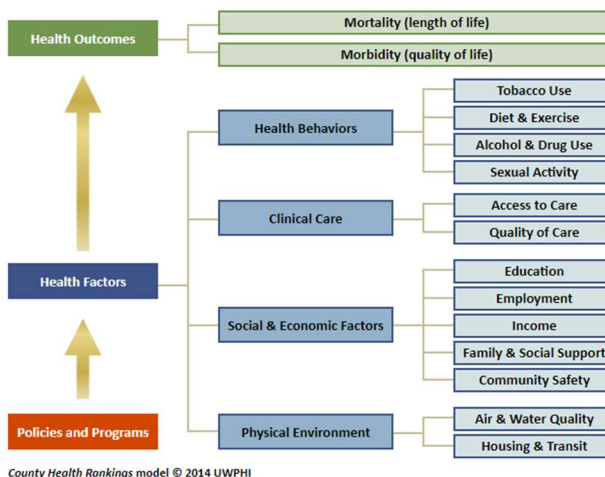 Health Outcomes
Mortality (length of life)
Morbidity (quality of life)
Health Factors
Health Behaviors
Tobacco Use
Diet & Exercise
Alcohol & Drug Use
Sexual Activity
Clinical Care
Access to Care
Quality of Care
Social & Economic Factors
Education
Employment
Income
Family & Social Support
Community Safety
Physical Environment
Air & Water Quality
Housing & Transit
Policies and Programs
County Health Rankings model © 2014 UWPHI